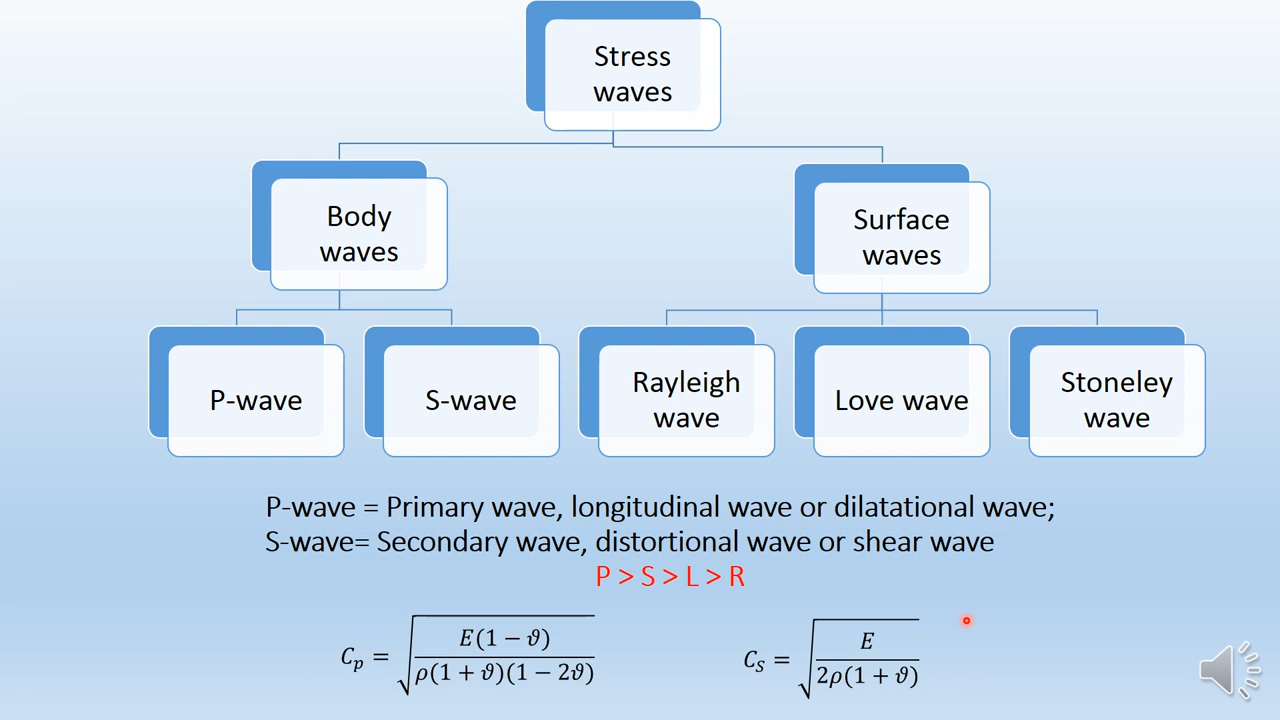 Stress
waves
Body
waves
Surface
waves
P-wave
S-wave
Rayleigh
wave
Love wave
Stoneley
wave
P-wave = Primary wave, longitudinal wave or dilatational wave;
S-wave= Secondary wave, distortional wave or shear wave
P > S > L > R
C_p = √(E(1 − ϑ) / ρ(1 + ϑ)(1 − 2ϑ))
C_s = √(E / 2ρ(1 + ϑ))